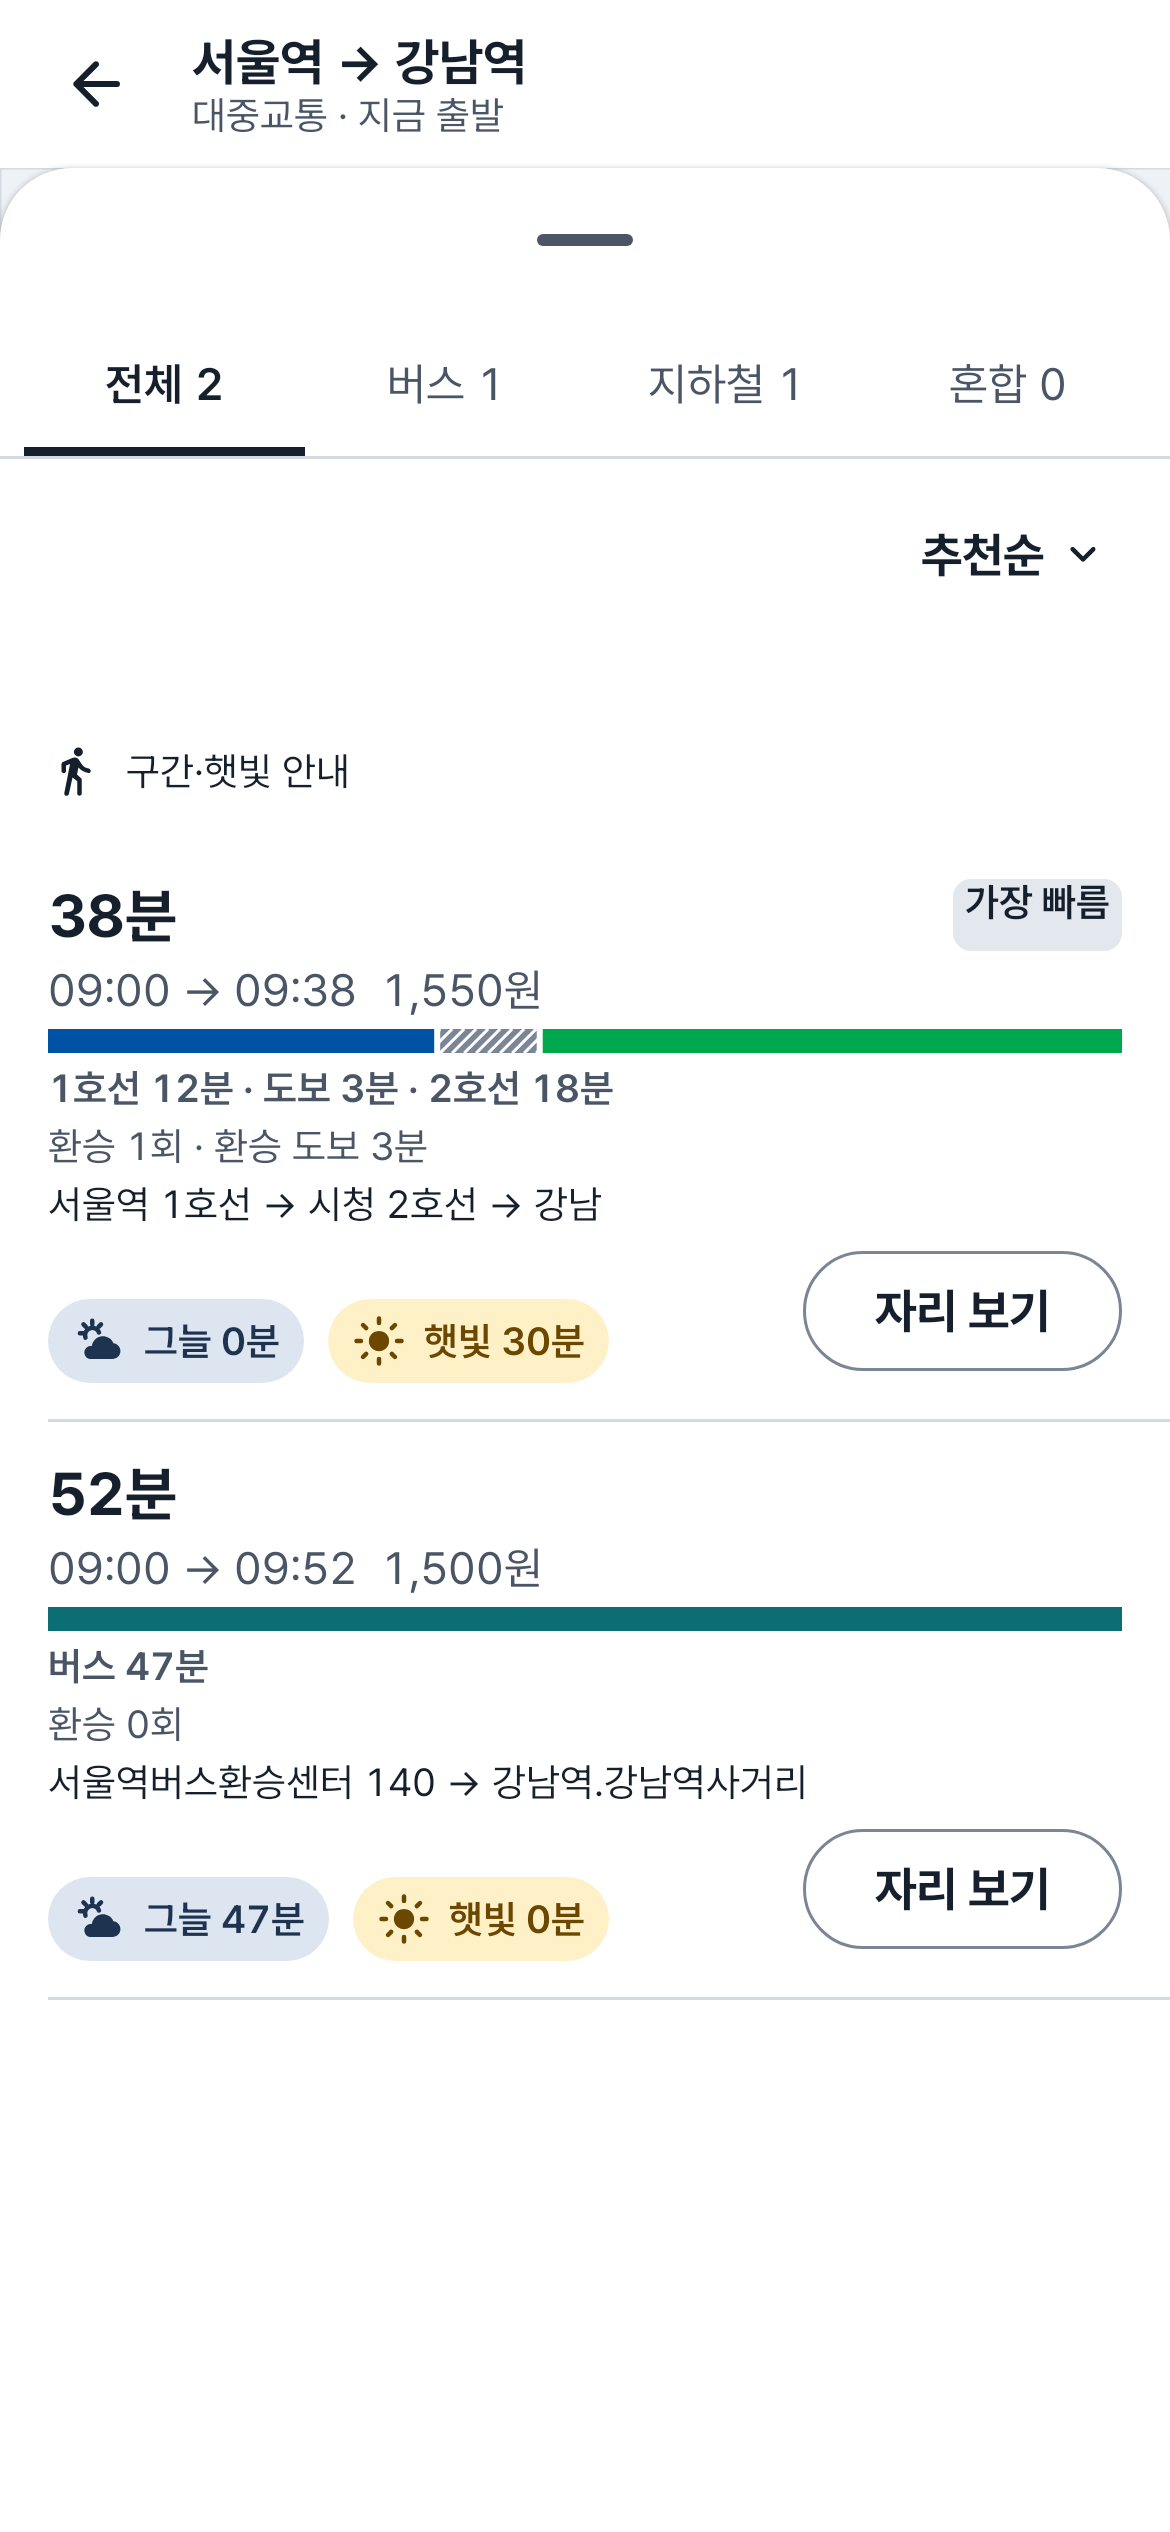 서울역 → 강남역
대중교통 · 지금 출발
전체 2 버스 1 지하철 1 혼합 0
추천순
구간·햇빛 안내
38분 가장 빠름
09:00 → 09:38 1,550원
1호선 12분 · 도보 3분 · 2호선 18분
환승 1회 · 환승 도보 3분
서울역 1호선 → 시청 2호선 → 강남
그늘 0분 햇빛 30분 자리 보기
52분
09:00 → 09:52 1,500원
버스 47분
환승 0회
서울역버스환승센터 140 → 강남역.강남역사거리
그늘 47분 햇빛 0분 자리 보기